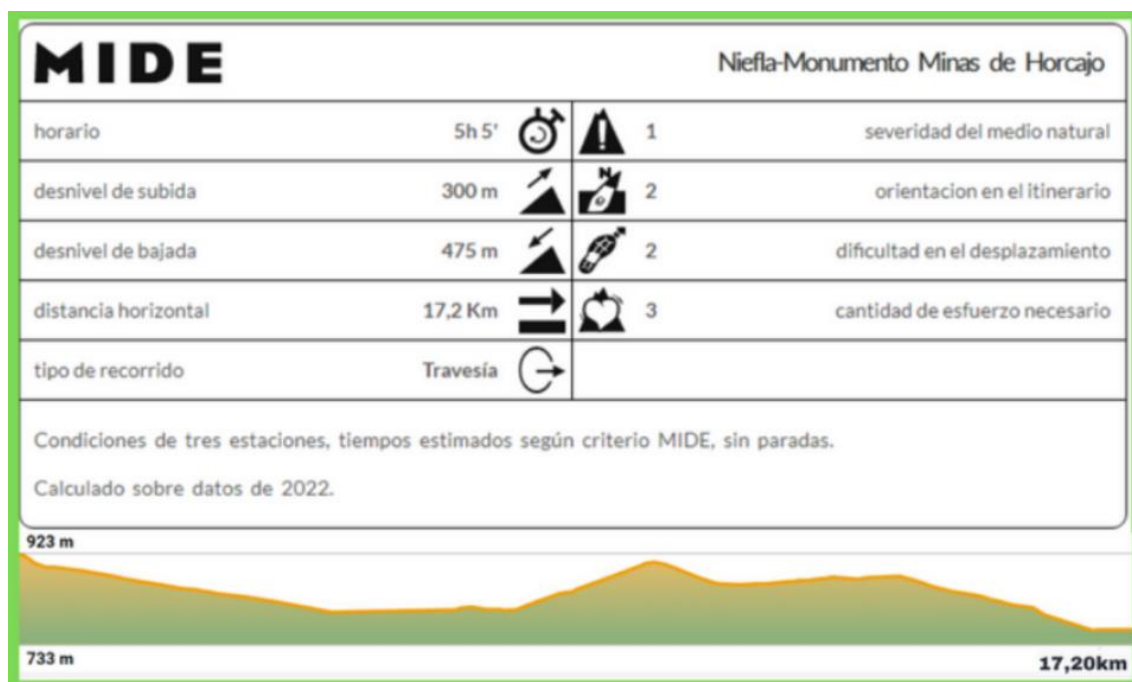 MIDE
Niefla-Monumento Minas de Horcajo
horario 5h 5' 1 severidad del medio natural
desnivel de subida 300 m N 2 orientacion en el itinerario
desnivel de bajada 475 m 2 dificultad en el desplazamiento
distancia horizontal 17,2 Km 3 cantidad de esfuerzo necesario
tipo de recorrido Travesía
Condiciones de tres estaciones, tiempos estimados según criterio MIDE, sin paradas.
Calculado sobre datos de 2022.
923 m
733 m 17,20km